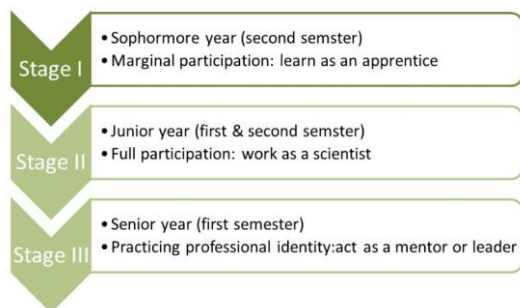 Stage I
• Sophormore year (second semster)
• Marginal participation: learn as an apprentice
Stage II
• Junior year (first & second semster)
• Full participation: work as a scientist
Stage III
• Senior year (first semester)
• Practicing professional identity:act as a mentor or leader